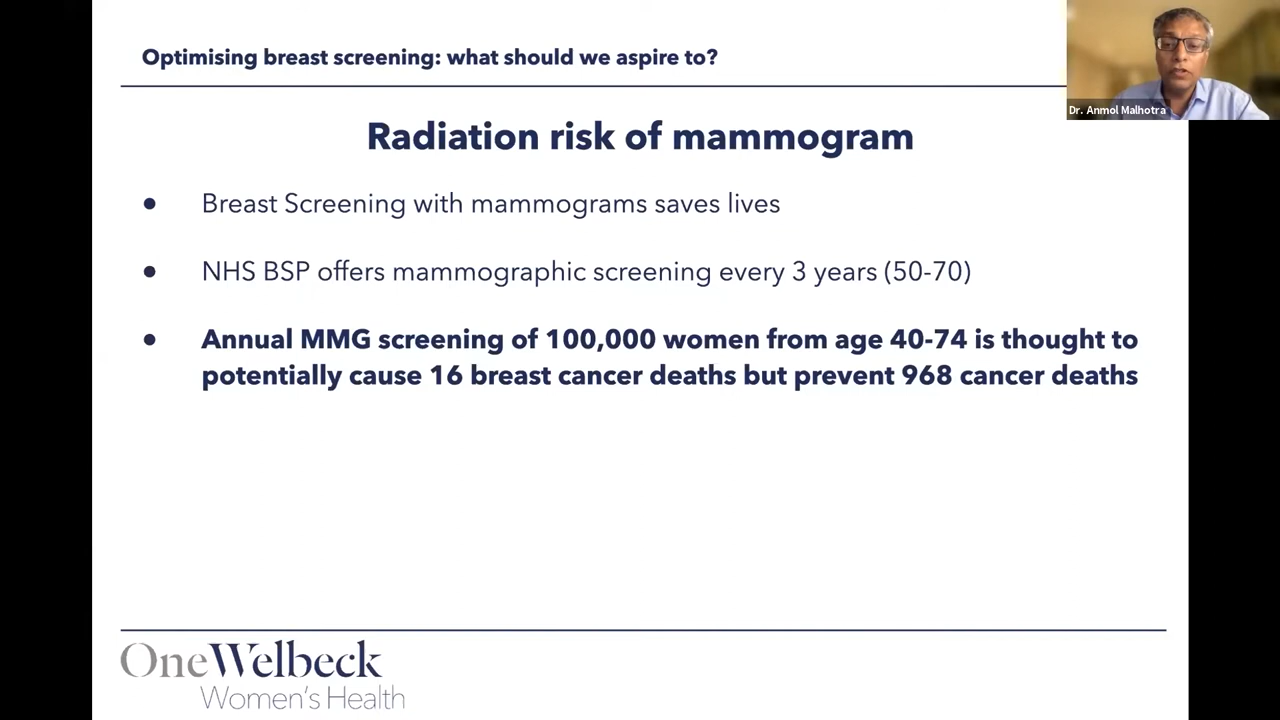 Optimising breast screening: what should we aspire to?
Dr. Anmol Malhotra
Radiation risk of mammogram
● Breast Screening with mammograms saves lives
● NHS BSP offers mammographic screening every 3 years (50-70)
● Annual MMG screening of 100,000 women from age 40-74 is thought to
potentially cause 16 breast cancer deaths but prevent 968 cancer deaths
OneWelbeck
Women's Health